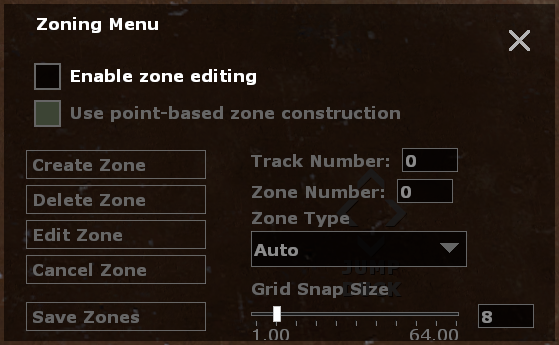 Zoning Menu
Enable zone editing
Use point-based zone construction
Create Zone
Delete Zone
Edit Zone
Cancel Zone
Save Zones
Track Number: 0
Zone Number: 0
Zone Type
Auto
JUMP
Grid Snap Size
8
1.00 64.00